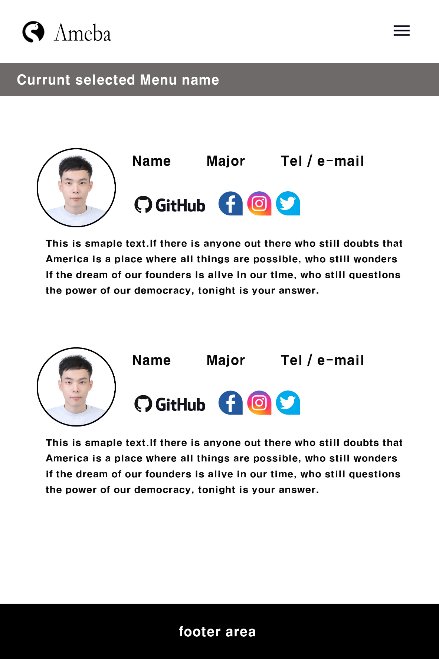 Ameba
Currunt selected Menu name
Name Major Tel / e-mail
GitHub
This is smaple text.If there is anyone out there who still doubts that
America is a place where all things are possible, who still wonders
if the dream of our founders is alive in our time, who still questions
the power of our democracy, tonight is your answer.
Name Major Tel / e-mail
GitHub
This is smaple text.If there is anyone out there who still doubts that
America is a place where all things are possible, who still wonders
if the dream of our founders is alive in our time, who still questions
the power of our democracy, tonight is your answer.
footer area